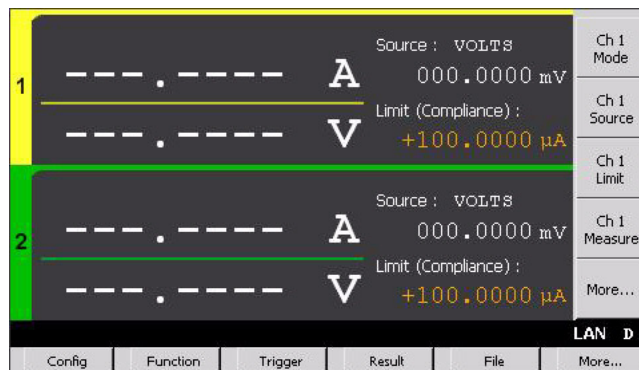 1
---.---- A
---.---- V
Source : VOLTS
000.0000 mV
Limit (Compliance) :
+100.0000 µA
2
---.---- A
---.---- V
Source : VOLTS
000.0000 mV
Limit (Compliance) :
+100.0000 µA
Ch 1
Mode
Ch 1
Source
Ch 1
Limit
Ch 1
Measure
More...
LAN D
Config Function Trigger Result File More...